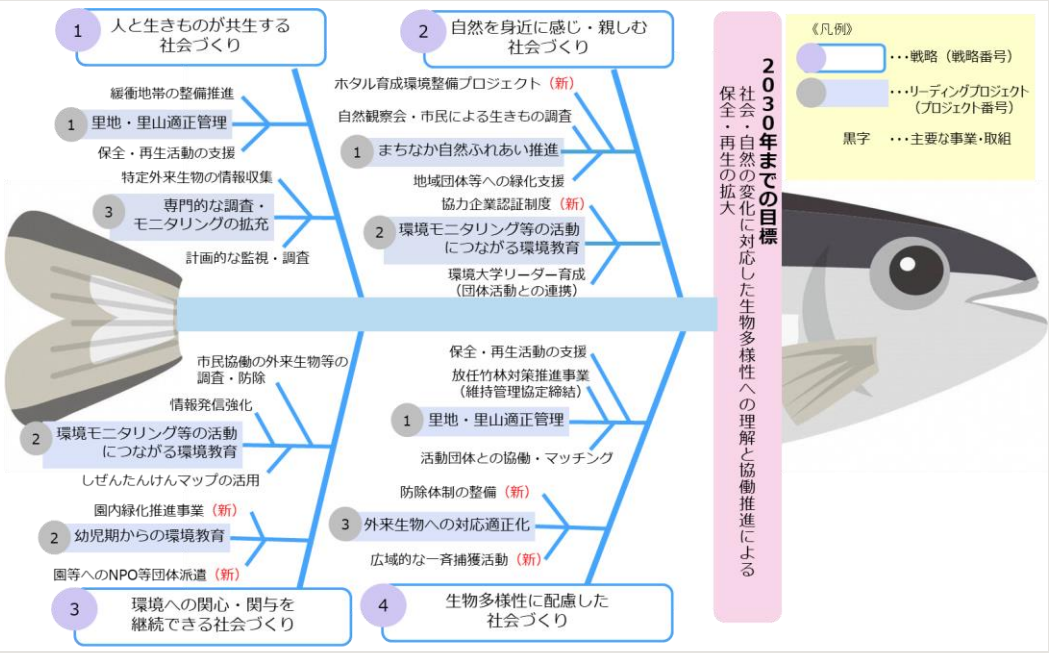 1
人と生きものが共生する
社会づくり
緩衝地帯の整備推進
1
里地・里山適正管理
保全・再生活動の支援
特定外来生物の情報収集
3
専門的な調査・
モニタリングの拡充
計画的な監視・調査
2
自然を身近に感じ・親しむ
社会づくり
ホタル育成環境整備プロジェクト（新）
自然観察会・市民による生きもの調査
1
まちなか自然ふれあい推進
地域団体等への緑化支援
協力企業認証制度（新）
2
環境モニタリング等の活動
につながる環境教育
環境大学リーダー育成
（団体活動との連携）
市民協働の外来生物等の
調査・防除
情報発信強化
2
環境モニタリング等の活動
につながる環境教育
しぜんたんけんマップの活用
園内緑化推進事業（新）
2
幼児期からの環境教育
園等へのNPO等団体派遣（新）
3
環境への関心・関与を
継続できる社会づくり
保全・再生活動の支援
放任竹林対策推進事業
（維持管理協定締結）
1
里地・里山適正管理
活動団体との協働・マッチング
防除体制の整備（新）
3
外来生物への対応適正化
広域的な一斉捕獲活動（新）
4
生物多様性に配慮した
社会づくり
2030年までの目標
社会・自然の変化に対応した生物多様性への理解と協働推進による
保全・再生の拡大
《凡例》
・・・戦略（戦略番号）
・・・リーディングプロジェクト
（プロジェクト番号）
黒字　・・・主要な事業・取組